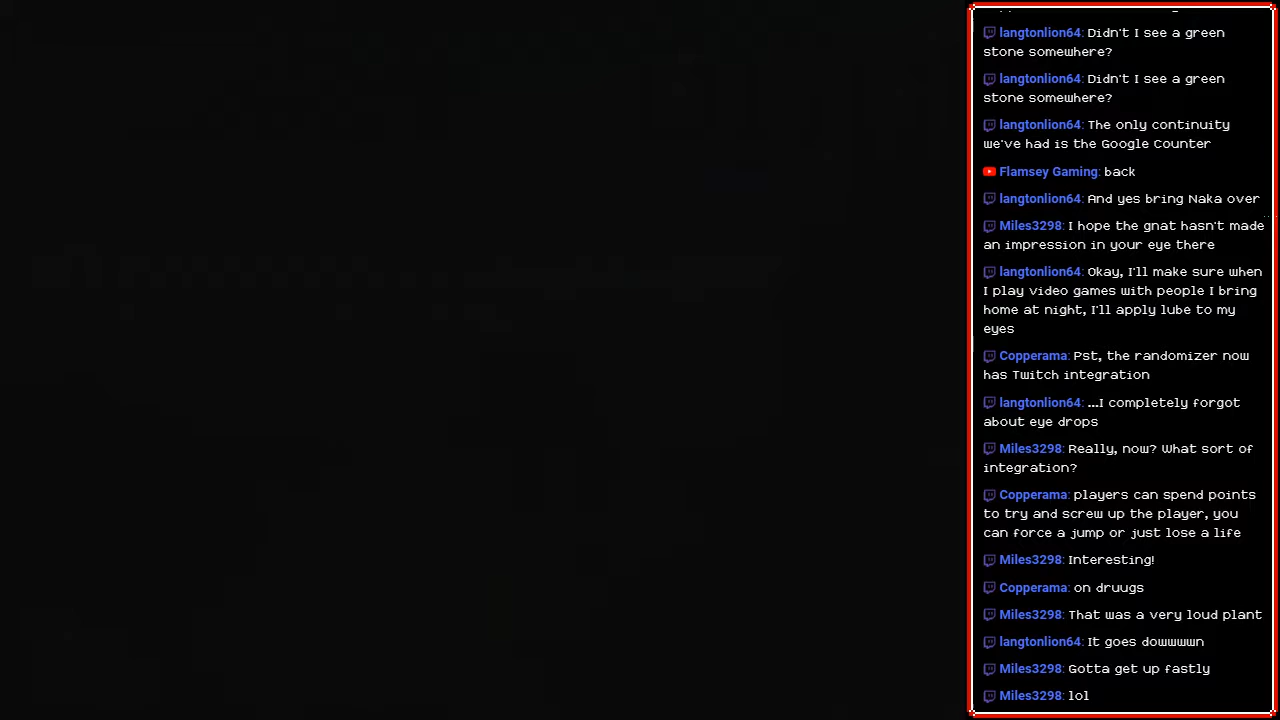 langtonlion64: Didn't I see a green
stone somewhere?
langtonlion64: Didn't I see a green
stone somewhere?
langtonlion64: The only continuity
we've had is the Google Counter
Flamsey Gaming: back
langtonlion64: And yes bring Naka over
Miles3298: I hope the gnat hasn't made
an impression in your eye there
langtonlion64: Okay, I'll make sure when
I play video games with people I bring
home at night, I'll apply lube to my
eyes
Copperama: Pst, the randomizer now
has Twitch integration
langtonlion64: ...I completely forgot
about eye drops
Miles3298: Really, now? What sort of
integration?
Copperama: players can spend points
to try and screw up the player, you
can force a jump or just lose a life
Miles3298: Interesting!
Copperama: on druugs
Miles3298: That was a very loud plant
langtonlion64: It goes dowwwwn
Miles3298: Gotta get up fastly
Miles3298: lol